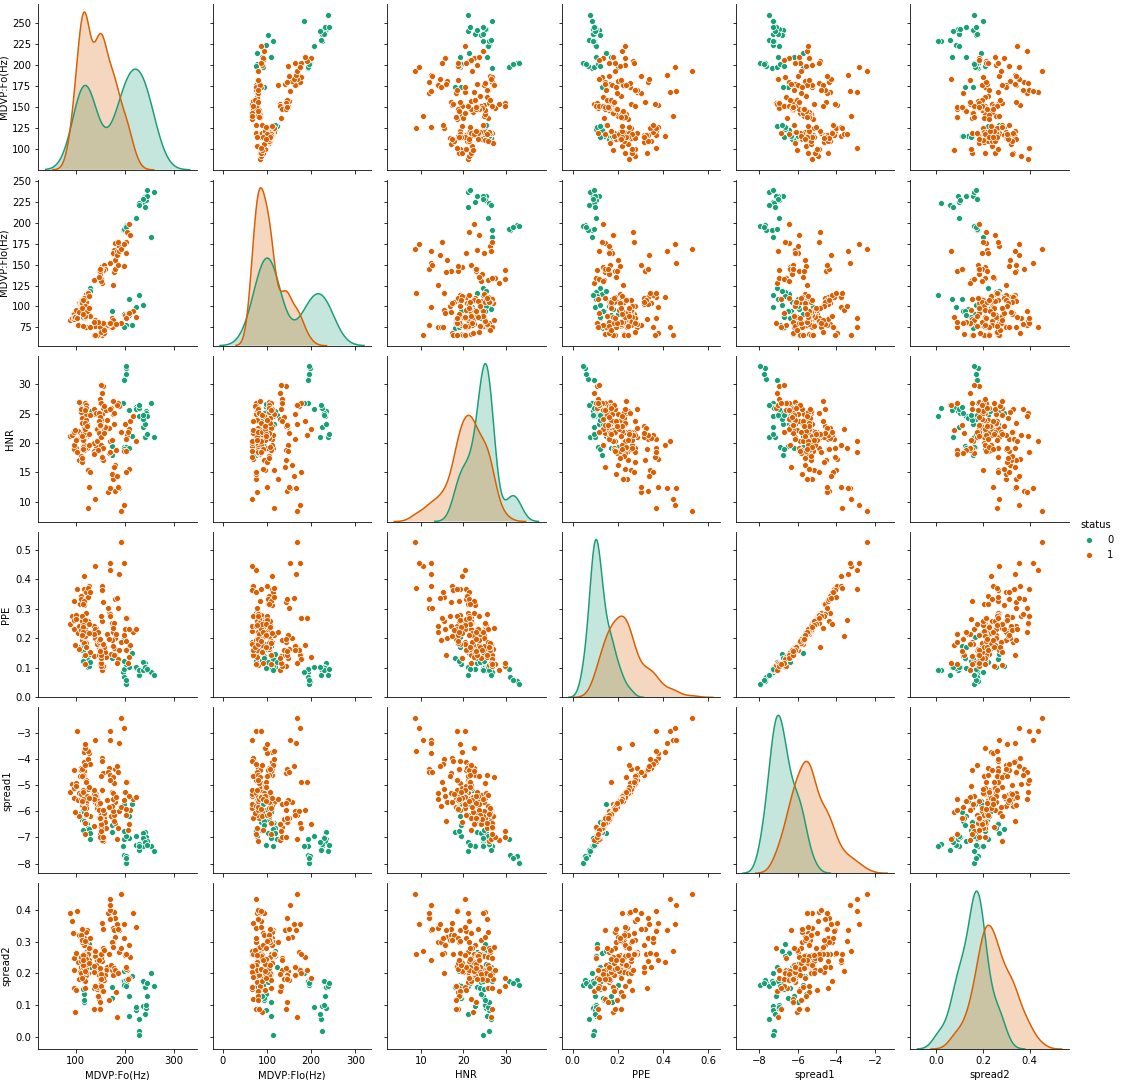 250
225
200
175
150
125
100
MDVP:Fo(Hz)
250
225
200
175
150
125
100
75
MDVP:Flo(Hz)
30
25
20
15
10
HNR
status
0
1
0.5
0.4
0.3
0.2
0.1
0.0
PPE
−3
−4
−5
−6
−7
−8
spread1
0.4
0.3
0.2
0.1
0.0
spread2
100 200 300
MDVP:Fo(Hz)
0 100 200 300
MDVP:Flo(Hz)
10 20 30
HNR
0.0 0.2 0.4 0.6
PPE
−8 −6 −4 −2
spread1
0.0 0.2 0.4
spread2